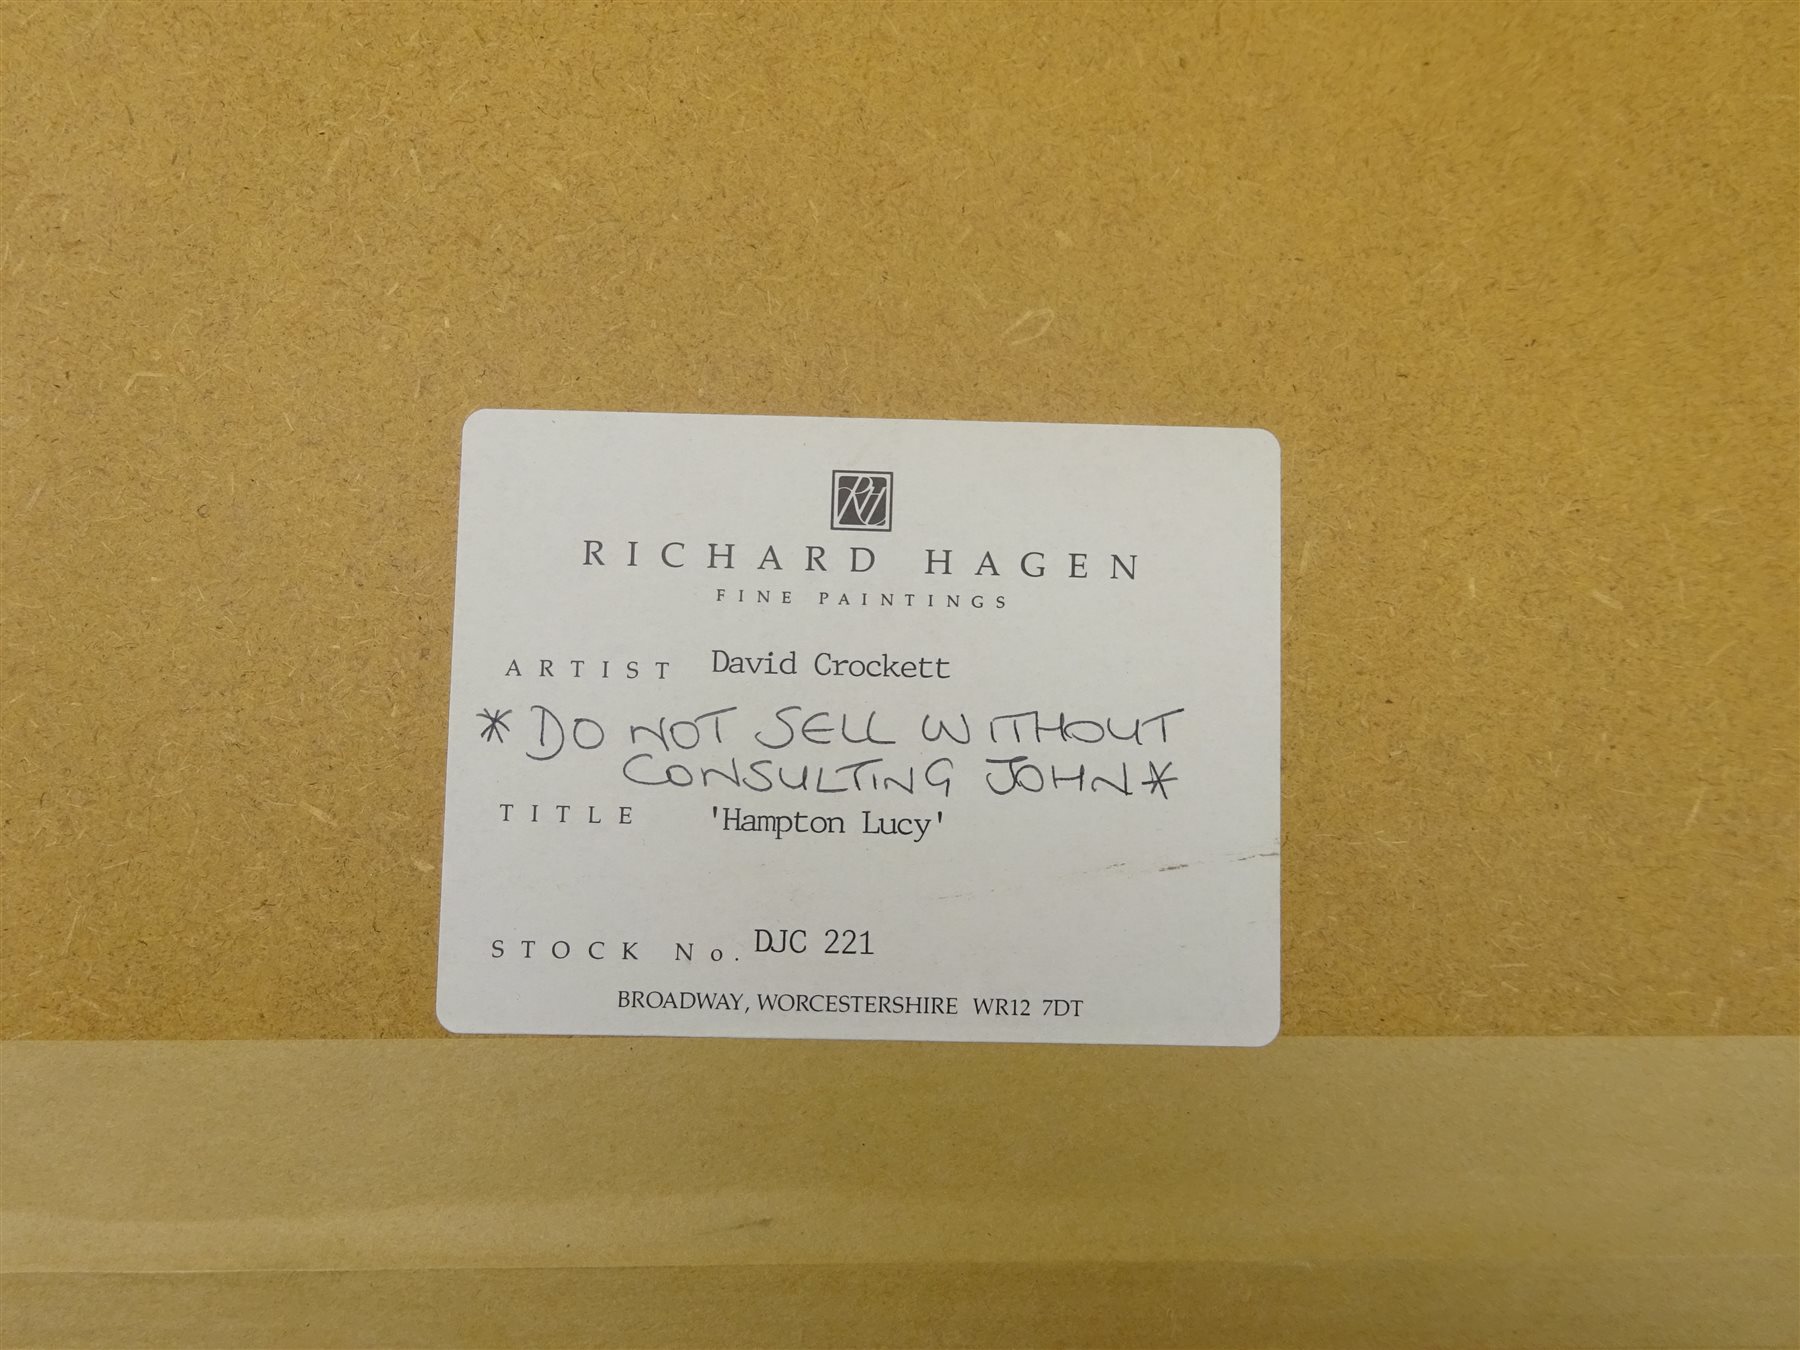 RH
RICHARD HAGEN
FINE PAINTINGS
ARTIST David Crockett
*DO NOT SELL WITHOUT
CONSULTING JOHN*
TITLE 'Hampton Lucy'
STOCK No. DJC 221
BROADWAY, WORCESTERSHIRE WR12 7DT